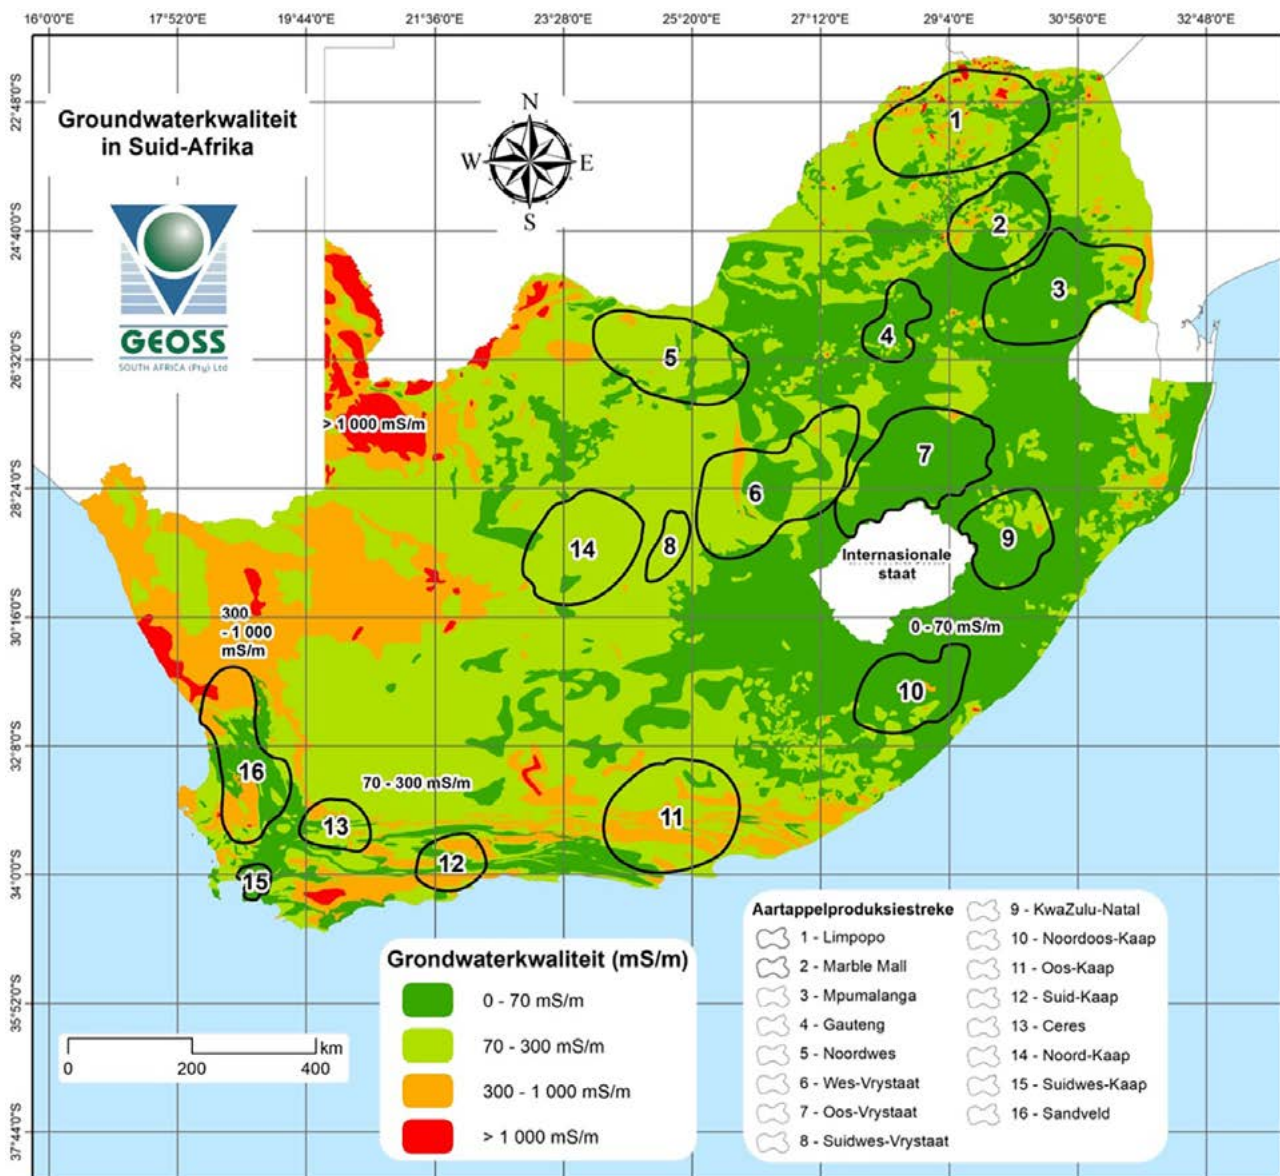 16°0'0"E 17°52'0"E 19°44'0"E 21°36'0"E 23°28'0"E 25°20'0"E 27°12'0"E 29°4'0"E 30°56'0"E 32°48'0"E
22°48'0"S
24°40'0"S
26°32'0"S
28°24'0"S
30°16'0"S
32°8'0"S
34°0'0"S
35°52'0"S
37°44'0"S
Groundwaterkwaliteit
in Suid-Afrika
GEOSS
SOUTH AFRICA (Pty) Ltd
N
W E
S
1
2
3
4
5
> 1 000 mS/m
7
6
9
8
14
Internasionale
staat
300
- 1 000
mS/m
0 - 70 mS/m
10
16
70 - 300 mS/m
11
13
12
15
Grondwaterkwaliteit (mS/m)
0 - 70 mS/m
70 - 300 mS/m
300 - 1 000 mS/m
> 1 000 mS/m
km
0 200 400
Aartappelproduksiestreke
1 - Limpopo
2 - Marble Mall
3 - Mpumalanga
4 - Gauteng
5 - Noordwes
6 - Wes-Vrystaat
7 - Oos-Vrystaat
8 - Suidwes-Vrystaat
9 - KwaZulu-Natal
10 - Noordoos-Kaap
11 - Oos-Kaap
12 - Suid-Kaap
13 - Ceres
14 - Noord-Kaap
15 - Suidwes-Kaap
16 - Sandveld